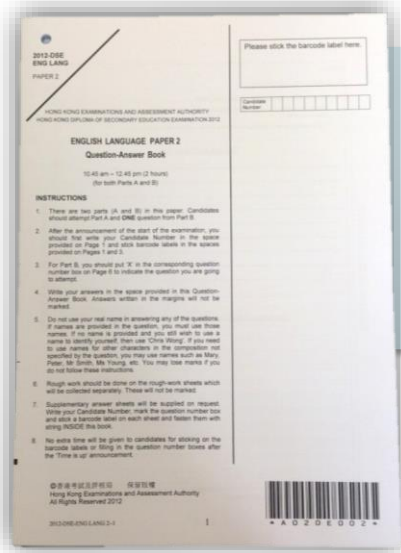 2012-DSE
ENG LANG
PAPER 2
HONG KONG EXAMINATIONS AND ASSESSMENT AUTHORITY
HONG KONG DIPLOMA OF SECONDARY EDUCATION EXAMINATION 2012
ENGLISH LANGUAGE PAPER 2
Question-Answer Book
10.45 am – 12.45 pm (2 hours)
(for both Parts A and B)
INSTRUCTIONS
1. There are two parts (A and B) in this paper. Candidates
should attempt Part A and ONE question from Part B.
2. After the announcement of the start of the examination, you
should first write your Candidate Number in the space
provided on Page 1 and stick barcode labels in the spaces
provided on Pages 1 and 3.
3. For Part B, you should put 'X' in the corresponding question
number box on Page 6 to indicate the question you are going
to attempt.
4. Write your answers in the space provided in this Question-
Answer Book. Answers written in the margins will not be
marked.
5. Do not use your real name in answering any of the questions.
If names are provided in the question, you must use those
names. If no name is provided and you still wish to use a
name to identify yourself, then use 'Chris Wong'. If you need
to use names for other characters in the composition not
specified by the question, you may use names such as Mary,
Peter, Mr Smith, Ms Young, etc. You may lose marks if you
do not follow these instructions.
6. Rough work should be done on the rough-work sheets which
will be collected separately. These will not be marked.
7. Supplementary answer sheets will be supplied on request.
Write your Candidate Number, mark the question number box
and stick a barcode label on each sheet and fasten them with
string INSIDE this book.
8. No extra time will be given to candidates for sticking on the
barcode labels or filling in the question number boxes after
the 'Time is up' announcement.
©香港考試及評核局 保留版權
Hong Kong Examinations and Assessment Authority
All Rights Reserved 2012
2012-DSE-ENG LANG 2–1
1
Please stick the barcode label here.
Candidate
Number
*A020E002*